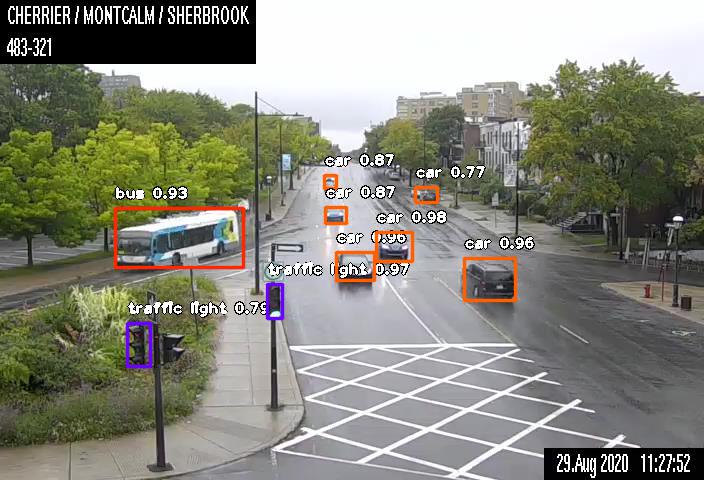 CHERRIER / MONTCALM / SHERBROOK
483-321
car 0.87
car 0.77
bus 0.93
car 0.87
car 0.98
car 0.96
car 0.96
traffic light 0.97
traffic light 0.79
29.Aug 2020 11:27:52